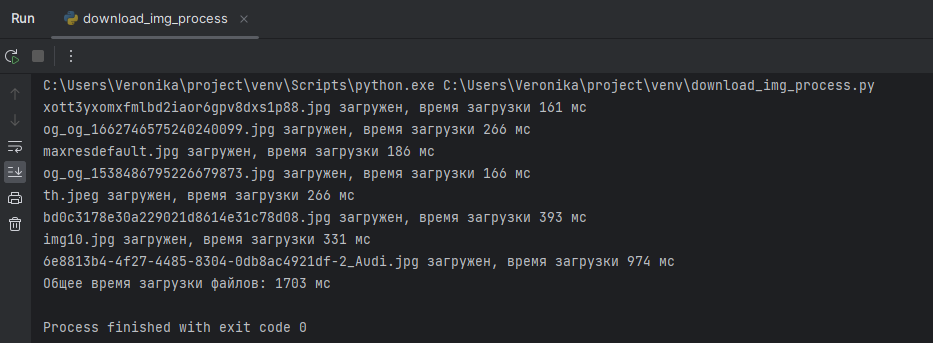 Run download_img_process
C:\Users\Veronika\project\venv\Scripts\python.exe C:\Users\Veronika\project\venv\download_img_process.py
xott3yxomxfmlbd2iaor6gpv8dxs1p88.jpg загружен, время загрузки 161 мс
og_og_1662746575240240099.jpg загружен, время загрузки 266 мс
maxresdefault.jpg загружен, время загрузки 186 мс
og_og_1538486795226679873.jpg загружен, время загрузки 166 мс
th.jpeg загружен, время загрузки 266 мс
bd0c3178e30a229021d8614e31c78d08.jpg загружен, время загрузки 393 мс
img10.jpg загружен, время загрузки 331 мс
6e8813b4-4f27-4485-8304-0db8ac4921df-2_Audi.jpg загружен, время загрузки 974 мс
Общее время загрузки файлов: 1703 мс
Process finished with exit code 0